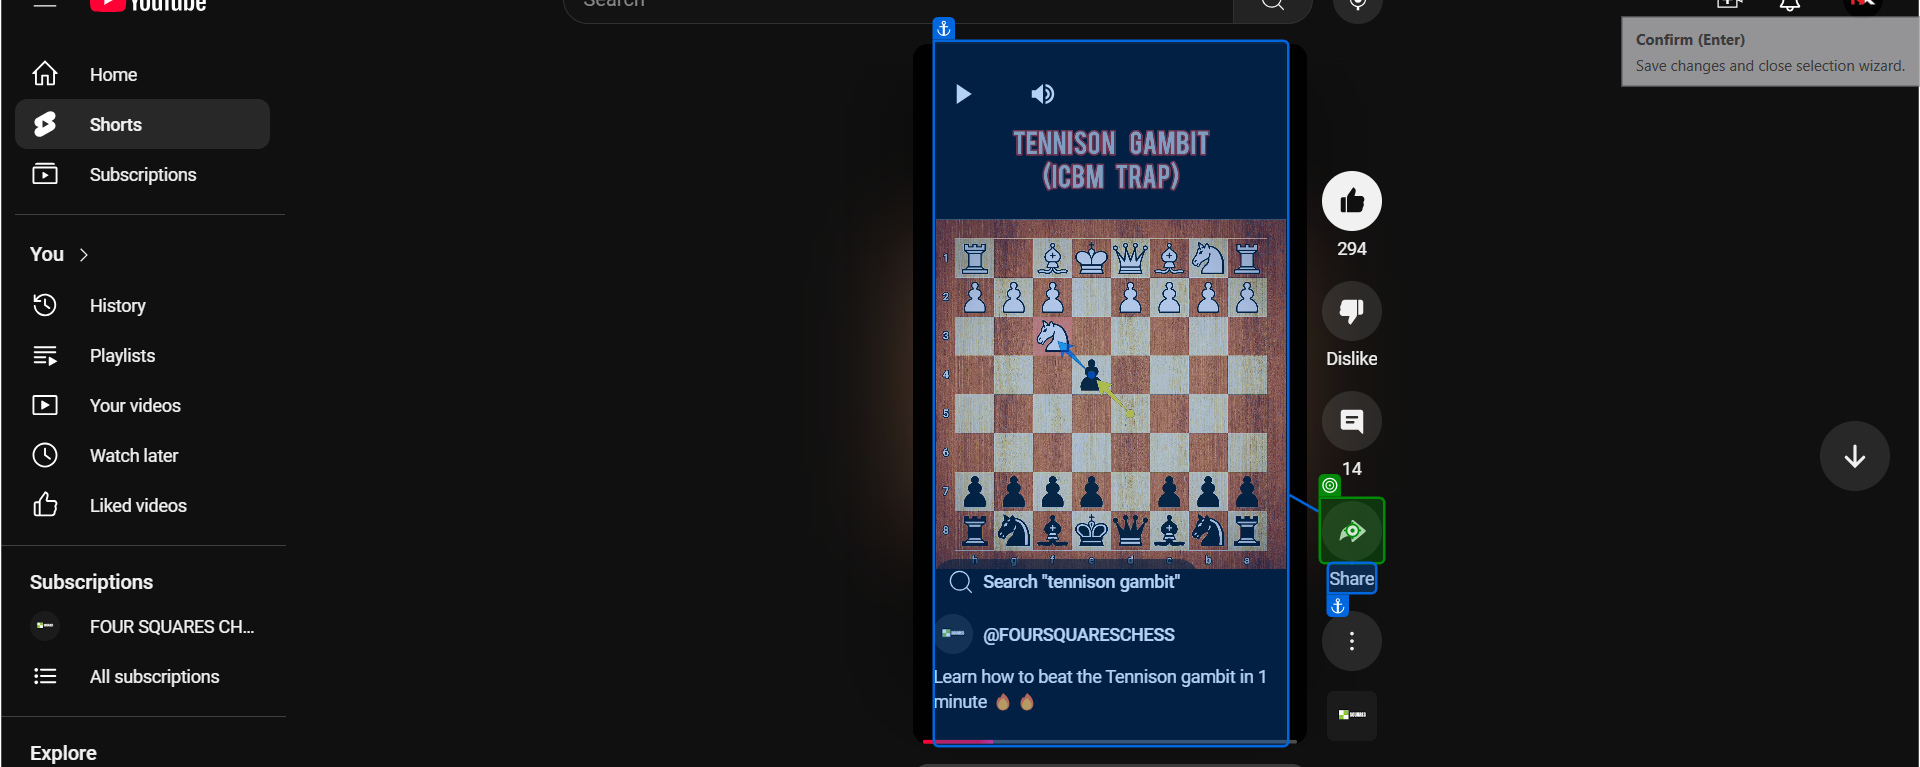 YouTube
Search
Confirm (Enter)
Save changes and close selection wizard.
Home
Shorts
Subscriptions
You
History
Playlists
Your videos
Watch later
Liked videos
Subscriptions
FOUR SQUARES CH...
All subscriptions
Explore
TENNISON GAMBIT
(ICBM TRAP)
1
2
3
4
5
6
7
8
h g f e d c b a
Search "tennison gambit"
@FOURSQUARESCHESS
Learn how to beat the Tennison gambit in 1
minute 🔥 🔥
294
Dislike
14
Share